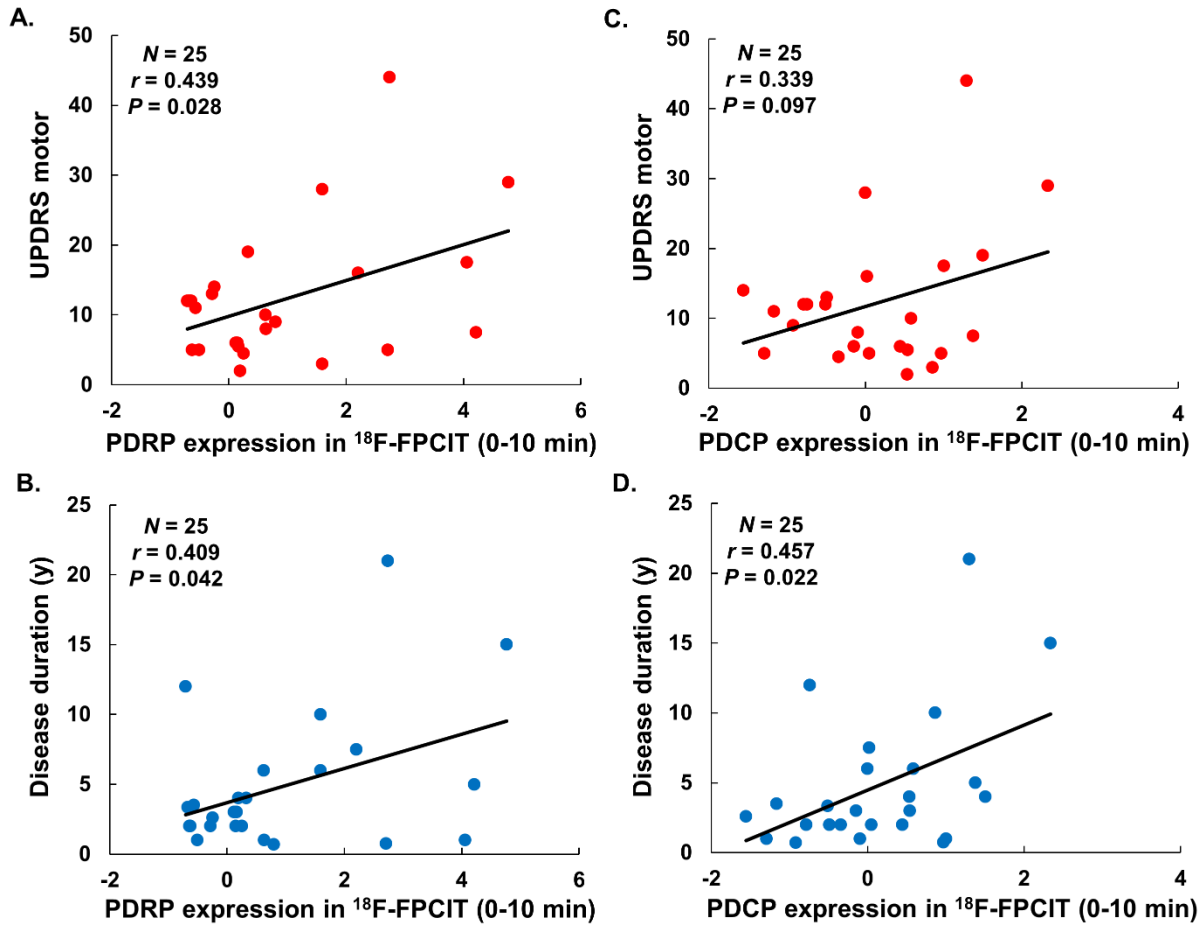 A.
N = 25
r = 0.439
P = 0.028
UPDRS motor
50
40
30
20
10
0
-2
0
2
4
6
PDRP expression in ¹⁸F-FPCIT (0-10 min)
B.
N = 25
r = 0.409
P = 0.042
Disease duration (y)
25
20
15
10
5
0
-2
0
2
4
6
PDRP expression in ¹⁸F-FPCIT (0-10 min)
C.
N = 25
r = 0.339
P = 0.097
UPDRS motor
50
40
30
20
10
0
-2
0
2
4
PDCP expression in ¹⁸F-FPCIT (0-10 min)
D.
N = 25
r = 0.457
P = 0.022
Disease duration (y)
25
20
15
10
5
0
-2
0
2
4
PDCP expression in ¹⁸F-FPCIT (0-10 min)